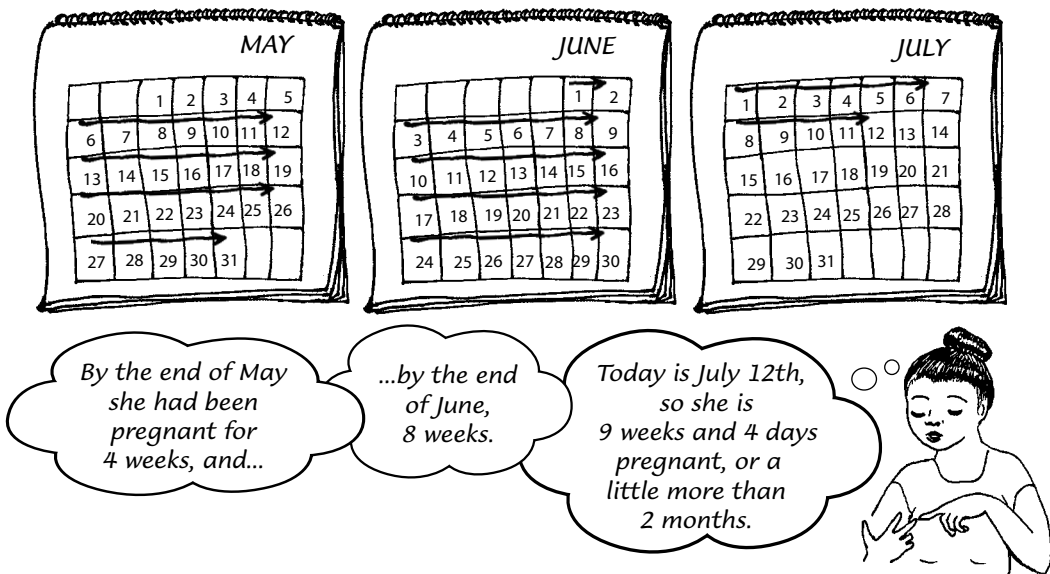 MAY
1 2 3 4 5
6 7 8 9 10 11 12
13 14 15 16 17 18 19
20 21 22 23 24 25 26
27 28 29 30 31
JUNE
1 2
3 4 5 6 7 8 9
10 11 12 13 14 15 16
17 18 19 20 21 22 23
24 25 26 27 28 29 30
JULY
1 2 3 4 5 6 7
8 9 10 11 12 13 14
15 16 17 18 19 20 21
22 23 24 25 26 27 28
29 30 31
By the end of May
she had been
pregnant for
4 weeks, and...
...by the end
of June,
8 weeks.
Today is July 12th,
so she is
9 weeks and 4 days
pregnant, or a
little more than
2 months.